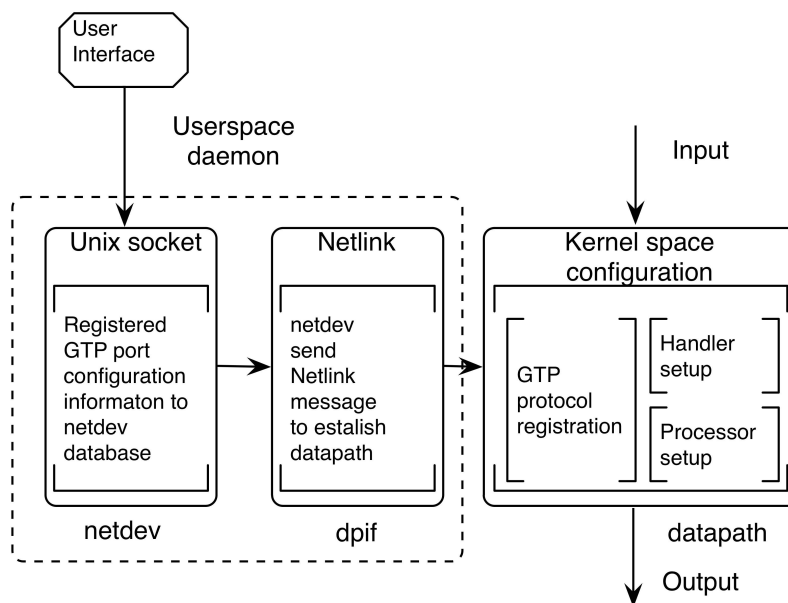 User
Interface
Userspace
daemon
Input
Unix socket
Registered
GTP port
configuration
informaton to
netdev
database
netdev
Netlink
netdev
send
Netlink
message
to estalish
datapath
dpif
Kernel space
configuration
GTP
protocol
registration
Handler
setup
Processor
setup
datapath
Output